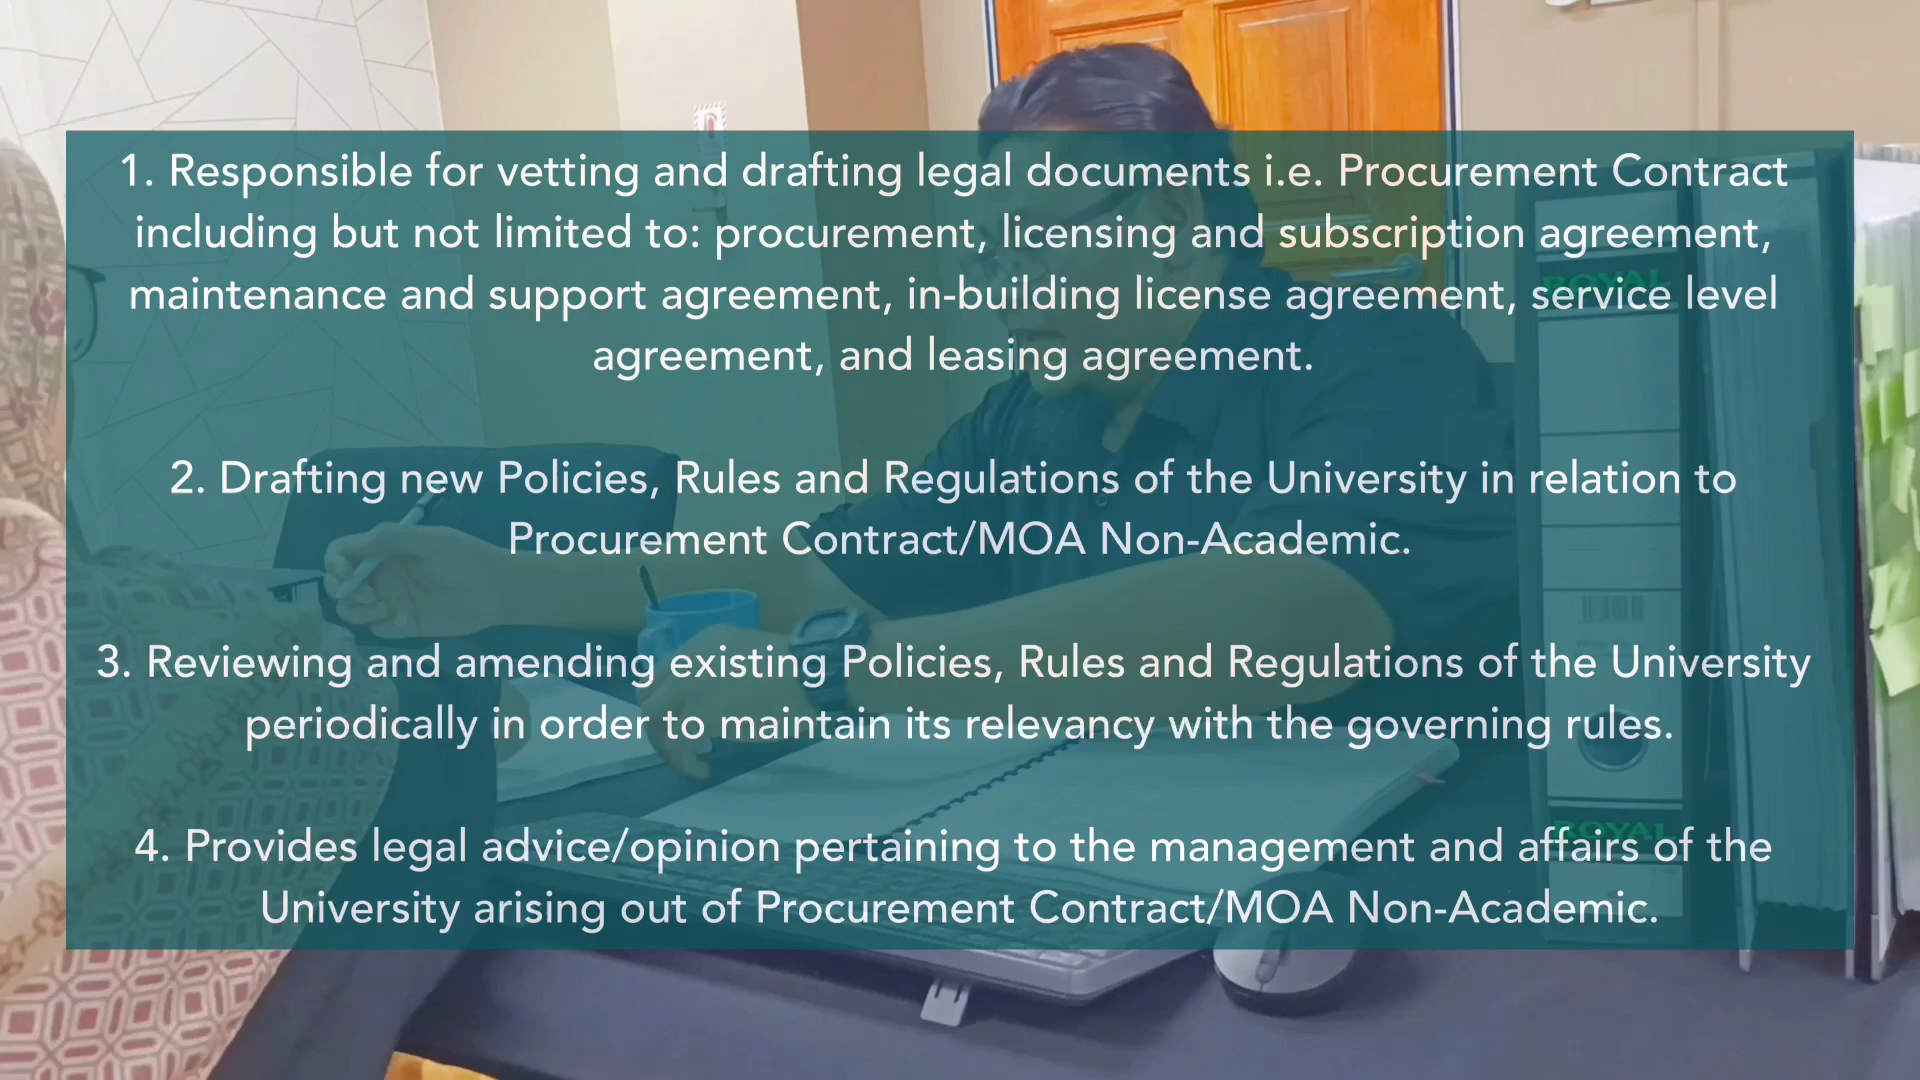 1. Responsible for vetting and drafting legal documents i.e. Procurement Contract
including but not limited to: procurement, licensing and subscription agreement,
maintenance and support agreement, in-building license agreement, service level
agreement, and leasing agreement.
2. Drafting new Policies, Rules and Regulations of the University in relation to
Procurement Contract/MOA Non-Academic.
3. Reviewing and amending existing Policies, Rules and Regulations of the University
periodically in order to maintain its relevancy with the governing rules.
4. Provides legal advice/opinion pertaining to the management and affairs of the
University arising out of Procurement Contract/MOA Non-Academic.
ROYAL
ROYAL